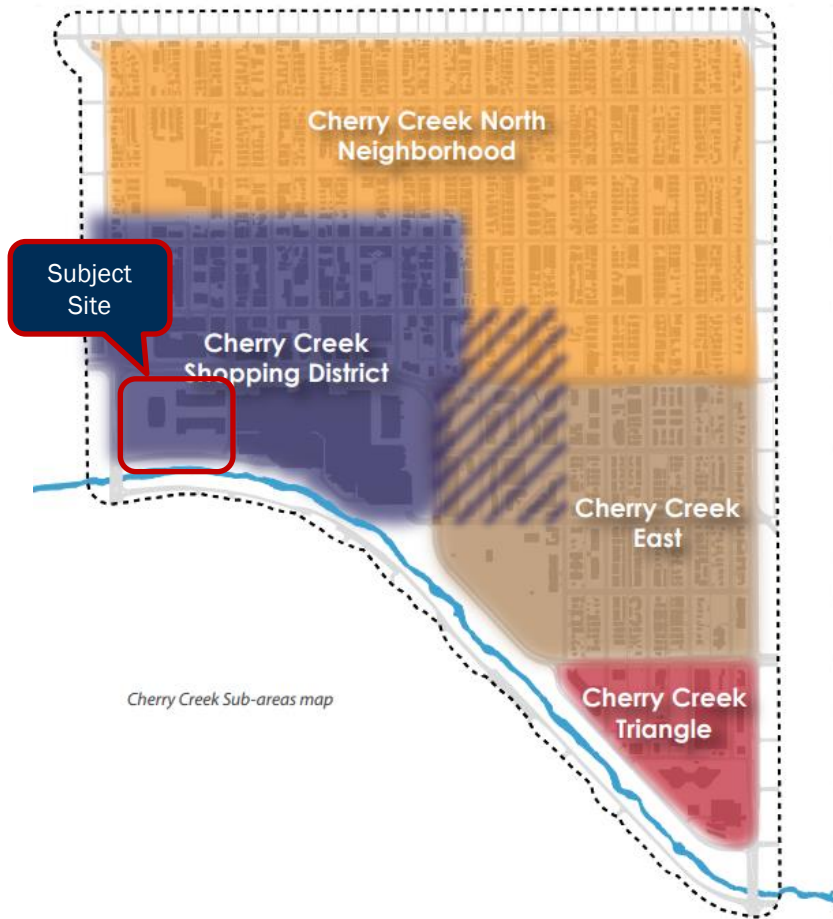 Cherry Creek North
Neighborhood
Subject
Site
Cherry Creek
Shopping District
Cherry Creek
East
Cherry Creek Sub-areas map
Cherry Creek
Triangle